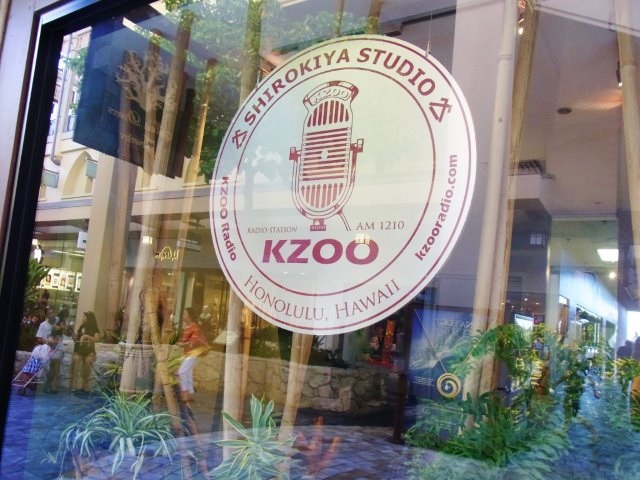 SHIROKIYA STUDIO
KZOO
KZOO Radio
kzooradio.com
RADIO STATION
AM 1210
KZOO
HONOLULU, HAWAII